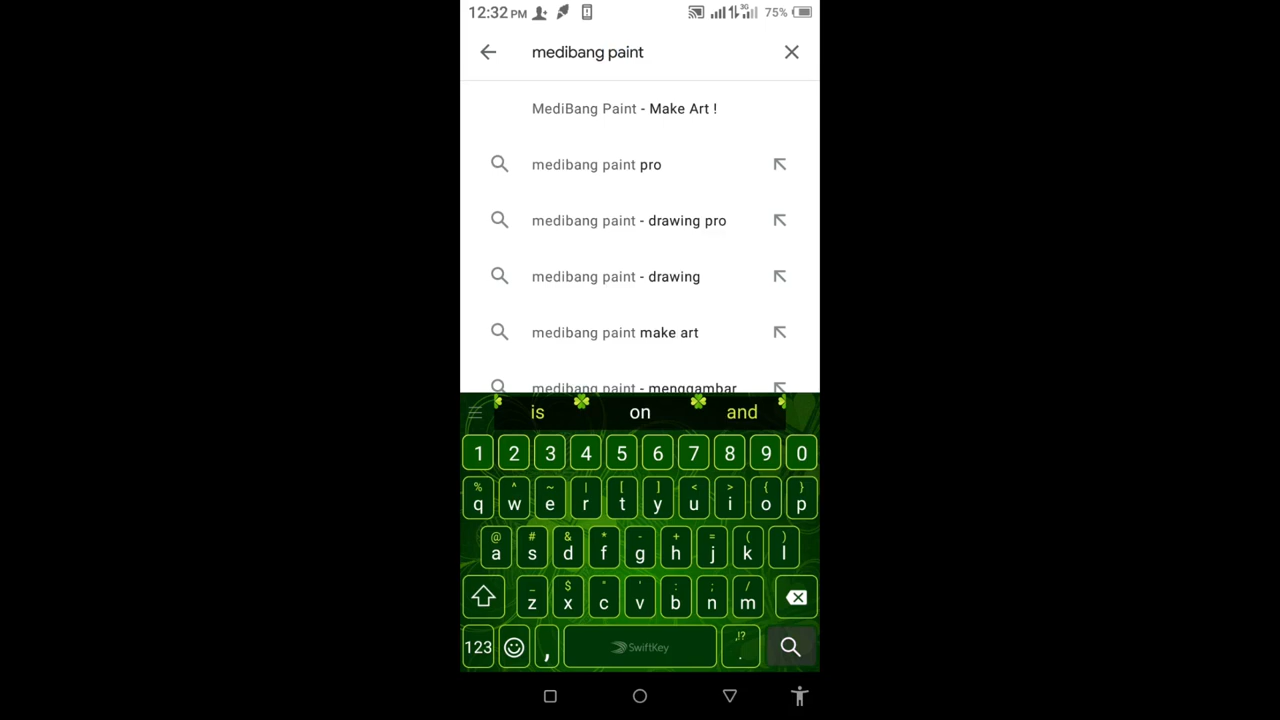 12:32 PM 3G 75%
medibang paint
MediBang Paint - Make Art !
medibang paint pro
medibang paint - drawing pro
medibang paint - drawing
medibang paint make art
medibang paint - menggambar
is on and
1 2 3 4 5 6 7 8 9 0
% ^ ~ | [ ] < > { }
q w e r t y u i o p
@ # & * - + = ( )
a s d f g h j k l
_ $ " ' : ; /
z x c v b n m
,!?
123 , SwiftKey .